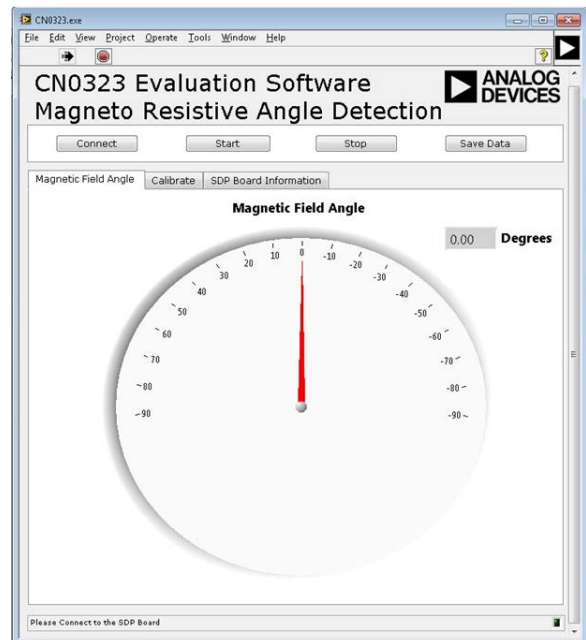 CN0323.exe
File Edit View Project Operate Tools Window Help
?
CN0323 Evaluation Software
Magneto Resistive Angle Detection
ANALOG
DEVICES
Connect Start Stop Save Data
Magnetic Field Angle Calibrate SDP Board Information
Magnetic Field Angle
0.00 Degrees
90 80 70 60 50 40 30 20 10 0 -10 -20 -30 -40 -50 -60 -70 -80 -90
Please Connect to the SDP Board